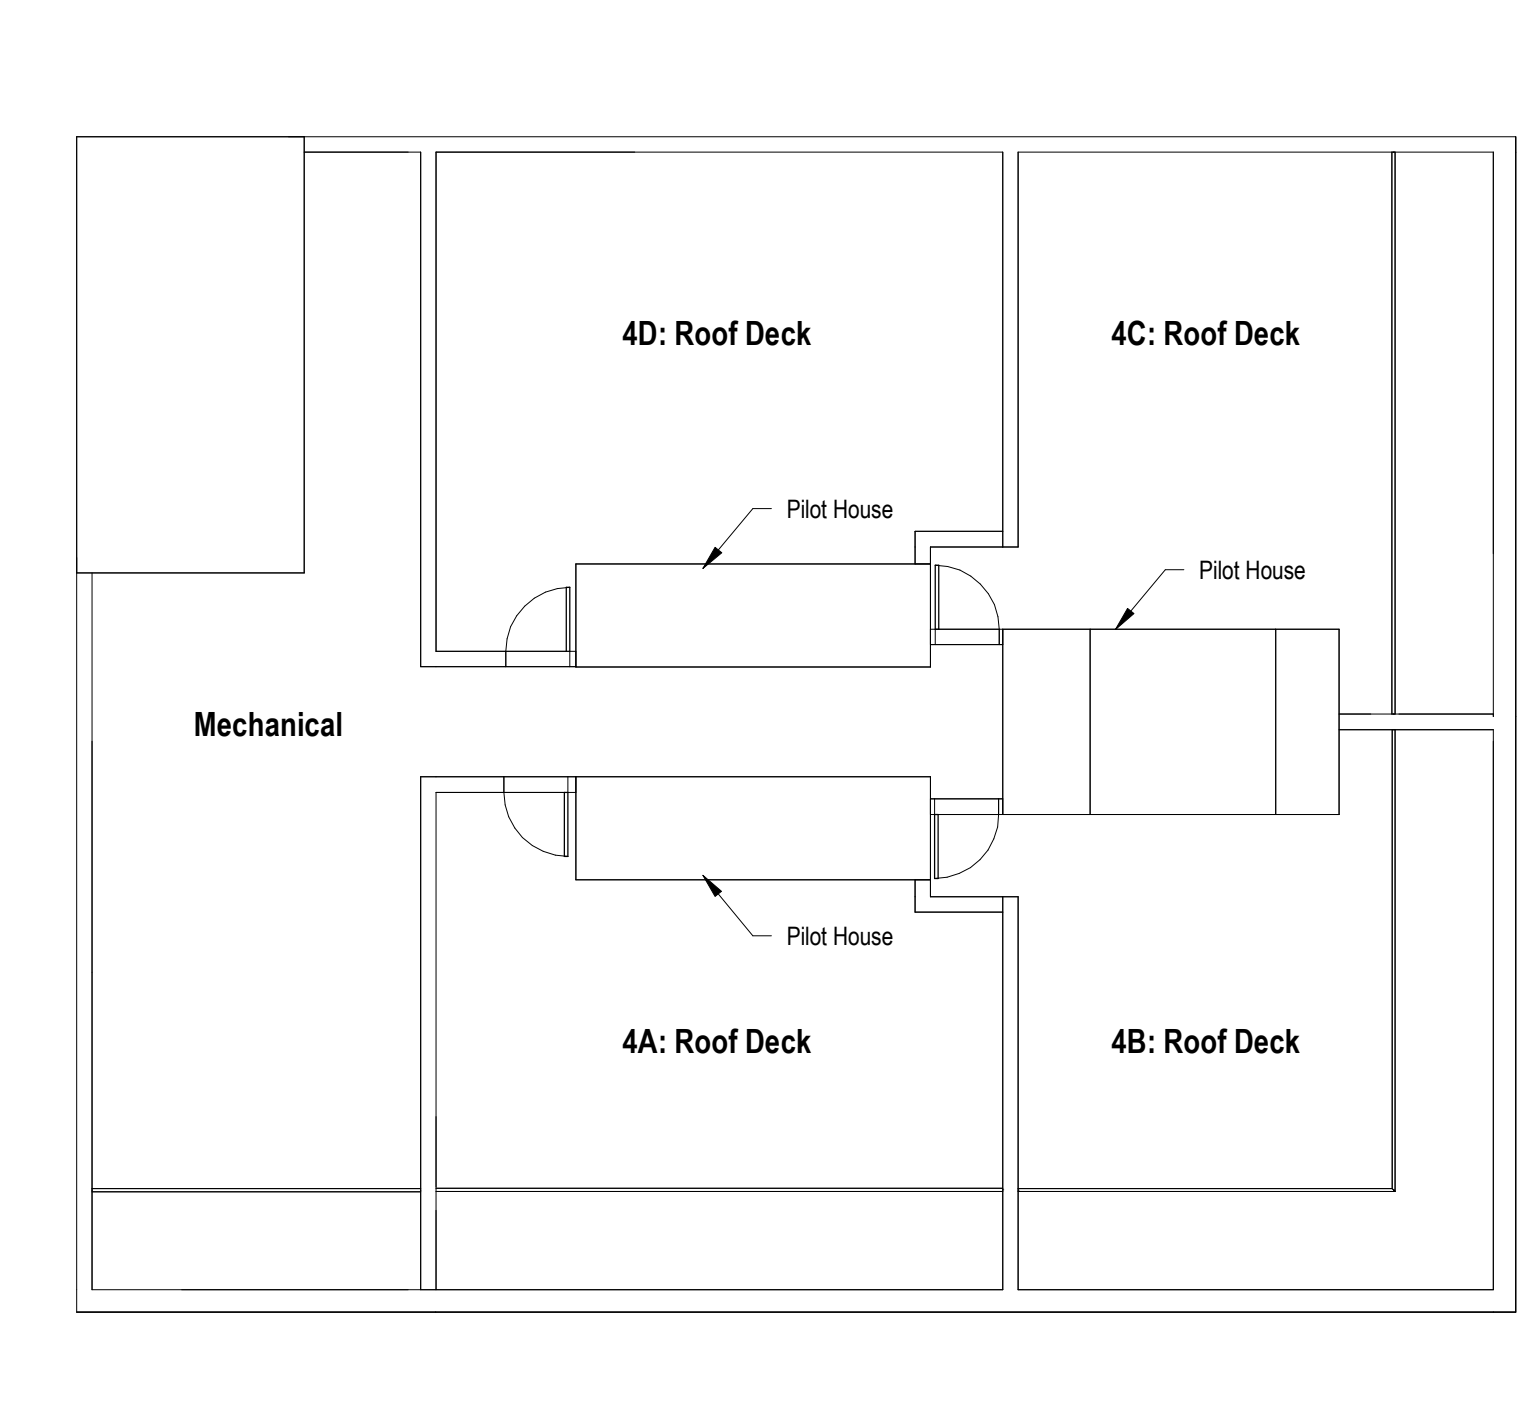 4D: Roof Deck
4C: Roof Deck
Pilot House
Pilot House
Mechanical
Pilot House
4A: Roof Deck
4B: Roof Deck